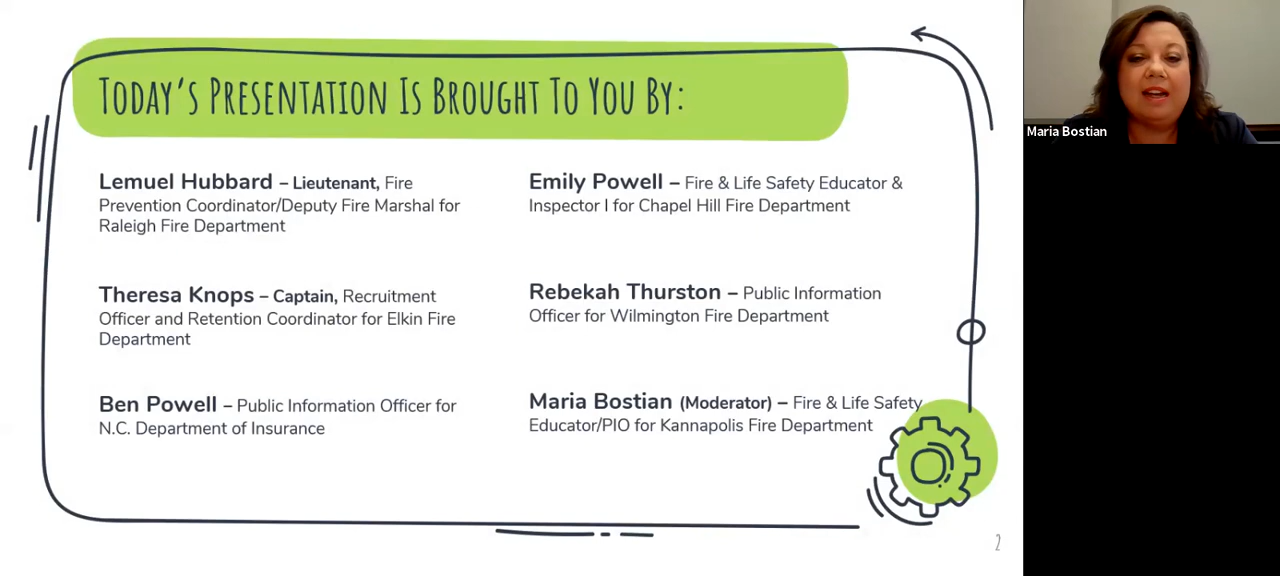 Today's Presentation Is Brought To You By:
Lemuel Hubbard – Lieutenant, Fire
Prevention Coordinator/Deputy Fire Marshal for
Raleigh Fire Department
Theresa Knops – Captain, Recruitment
Officer and Retention Coordinator for Elkin Fire
Department
Ben Powell – Public Information Officer for
N.C. Department of Insurance
Emily Powell – Fire & Life Safety Educator &
Inspector I for Chapel Hill Fire Department
Rebekah Thurston – Public Information
Officer for Wilmington Fire Department
Maria Bostian (Moderator) – Fire & Life Safety
Educator/PIO for Kannapolis Fire Department
2
Maria Bostian